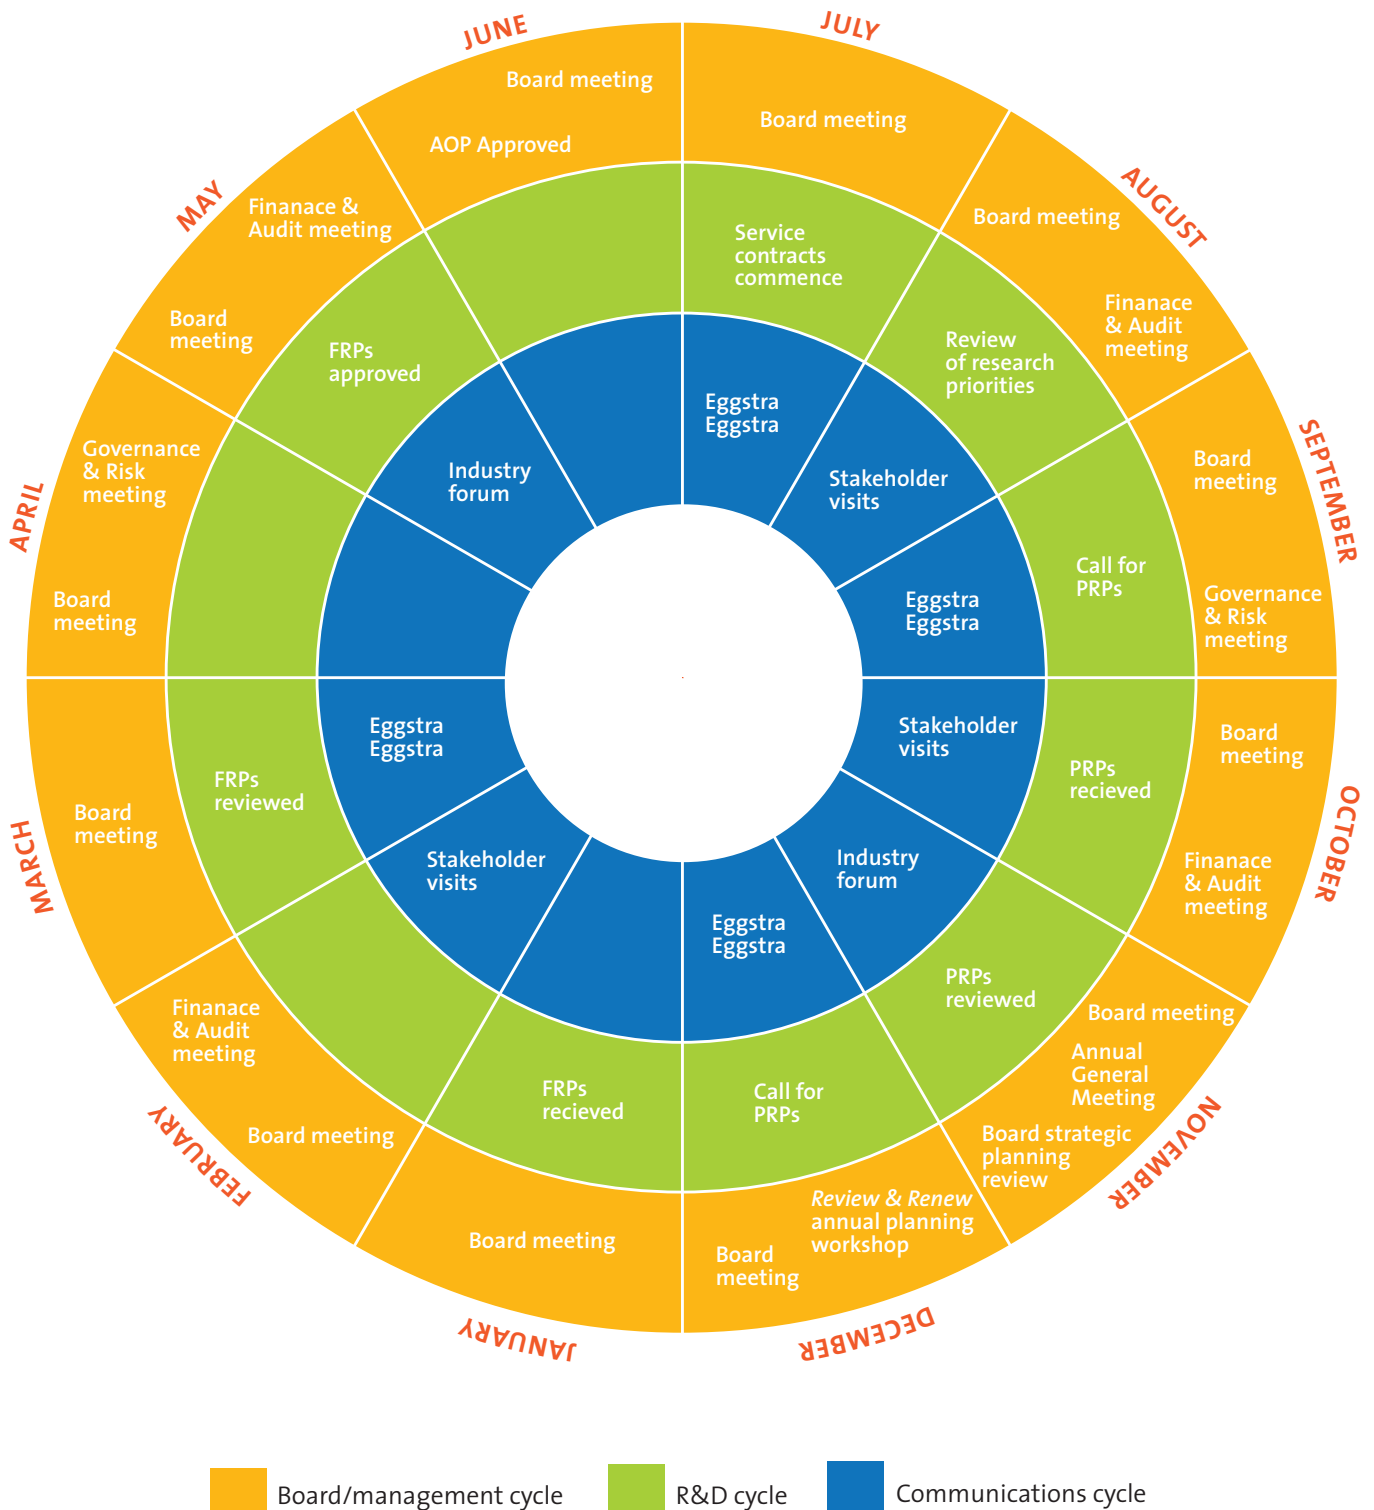 JULY
Board meeting
Service
contracts
commence
Eggstra
Eggstra
AUGUST
Board meeting
Finanace
& Audit
meeting
Review
of research
priorities
Stakeholder
visits
SEPTEMBER
Board
meeting
Governance
& Risk
meeting
Call for
PRPs
Eggstra
Eggstra
OCTOBER
Board
meeting
Finanace
& Audit
meeting
PRPs
recieved
Stakeholder
visits
NOVEMBER
Board meeting
Annual
General
Meeting
Board strategic
planning
review
PRPs
reviewed
Industry
forum
DECEMBER
Review & Renew
annual planning
workshop
Board
meeting
Call for
PRPs
Eggstra
Eggstra
JANUARY
Board meeting
FRPs
recieved
FEBRUARY
Finanace
& Audit
meeting
Board meeting
Stakeholder
visits
MARCH
Board
meeting
FRPs
reviewed
Eggstra
Eggstra
APRIL
Governance
& Risk
meeting
Board
meeting
MAY
Finanace &
Audit meeting
Board
meeting
FRPs
approved
Industry
forum
JUNE
Board meeting
AOP Approved
Board/management cycle
R&D cycle
Communications cycle